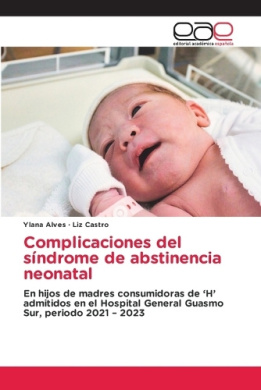 eae
editorial académica española
Ylana Alves · Liz Castro
Complicaciones del
síndrome de abstinencia
neonatal
En hijos de madres consumidoras de ‘H’
admitidos en el Hospital General Guasmo
Sur, periodo 2021 – 2023